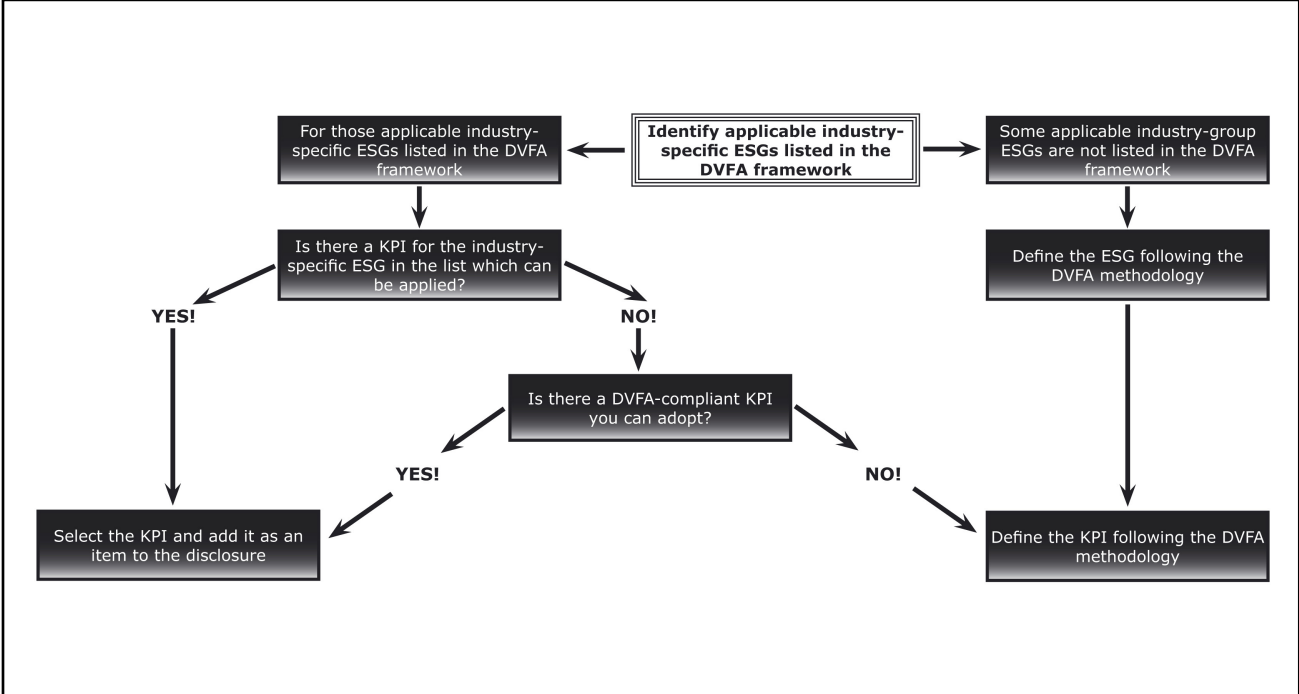 For those applicable industry-
specific ESGs listed in the DVFA
framework
Identify applicable industry-
specific ESGs listed in the
DVFA framework
Some applicable industry-group
ESGs are not listed in the DVFA
framework
Is there a KPI for the industry-
specific ESG in the list which can
be applied?
Define the ESG following the
DVFA methodology
YES!
NO!
Is there a DVFA-compliant KPI
you can adopt?
YES!
NO!
Select the KPI and add it as an
item to the disclosure
Define the KPI following the DVFA
methodology